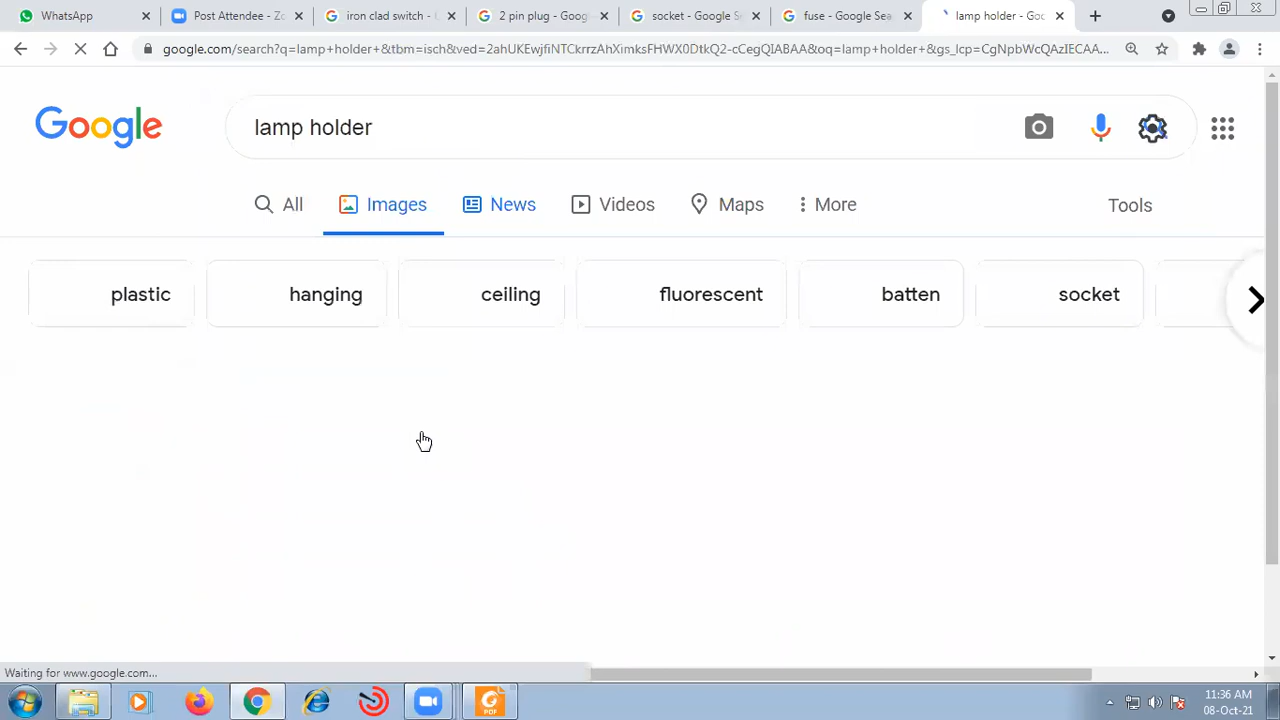 WhatsApp
Post Attendee - Zo
iron clad switch - G
2 pin plug - Googl
socket - Google S
fuse - Google Sea
lamp holder - Goo
google.com/search?q=lamp+holder+&tbm=isch&ved=2ahUKEwjfiNTCkrrzAhXimksFHWX0DtkQ2-cCegQIABAA&oq=lamp+holder+&gs_lcp=CgNpbWcQAzIECAA...
Google
lamp holder
All
Images
News
Videos
Maps
More
Tools
plastic
hanging
ceiling
fluorescent
batten
socket
Waiting for www.google.com...
PDF
11:36 AM
08-Oct-21